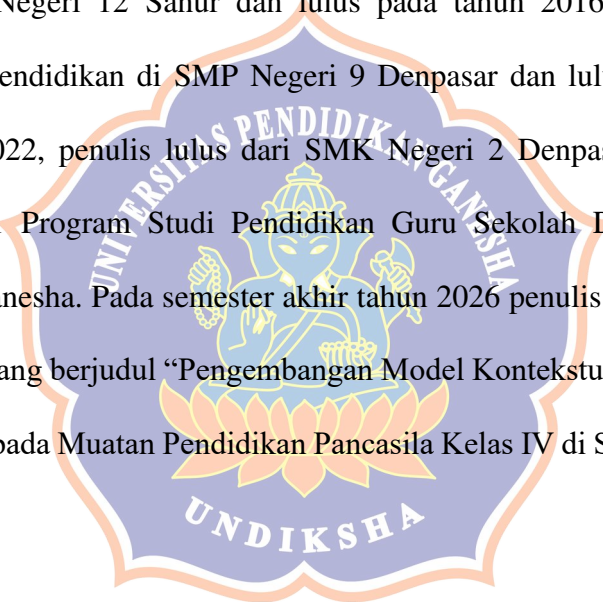 Negeri 12 Sanur dan lulus pada tahun 2016
endidikan di SMP Negeri 9 Denpasar dan lul
022, penulis lulus dari SMK Negeri 2 Denpas
Program Studi Pendidikan Guru Sekolah D
anesha. Pada semester akhir tahun 2026 penulis
ang berjudul “Pengembangan Model Kontekstu
pada Muatan Pendidikan Pancasila Kelas IV di S
UNIVERSITAS PENDIDIKAN GANESHA
UNDIKSHA